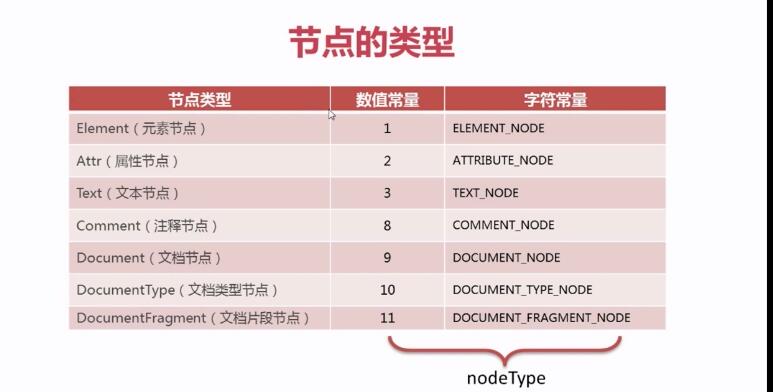 节点的类型
节点类型 数值常量 字符常量
Element（元素节点） 1 ELEMENT_NODE
Attr（属性节点） 2 ATTRIBUTE_NODE
Text（文本节点） 3 TEXT_NODE
Comment（注释节点） 8 COMMENT_NODE
Document（文档节点） 9 DOCUMENT_NODE
DocumentType（文档类型节点） 10 DOCUMENT_TYPE_NODE
DocumentFragment（文档片段节点） 11 DOCUMENT_FRAGMENT_NODE
nodeType